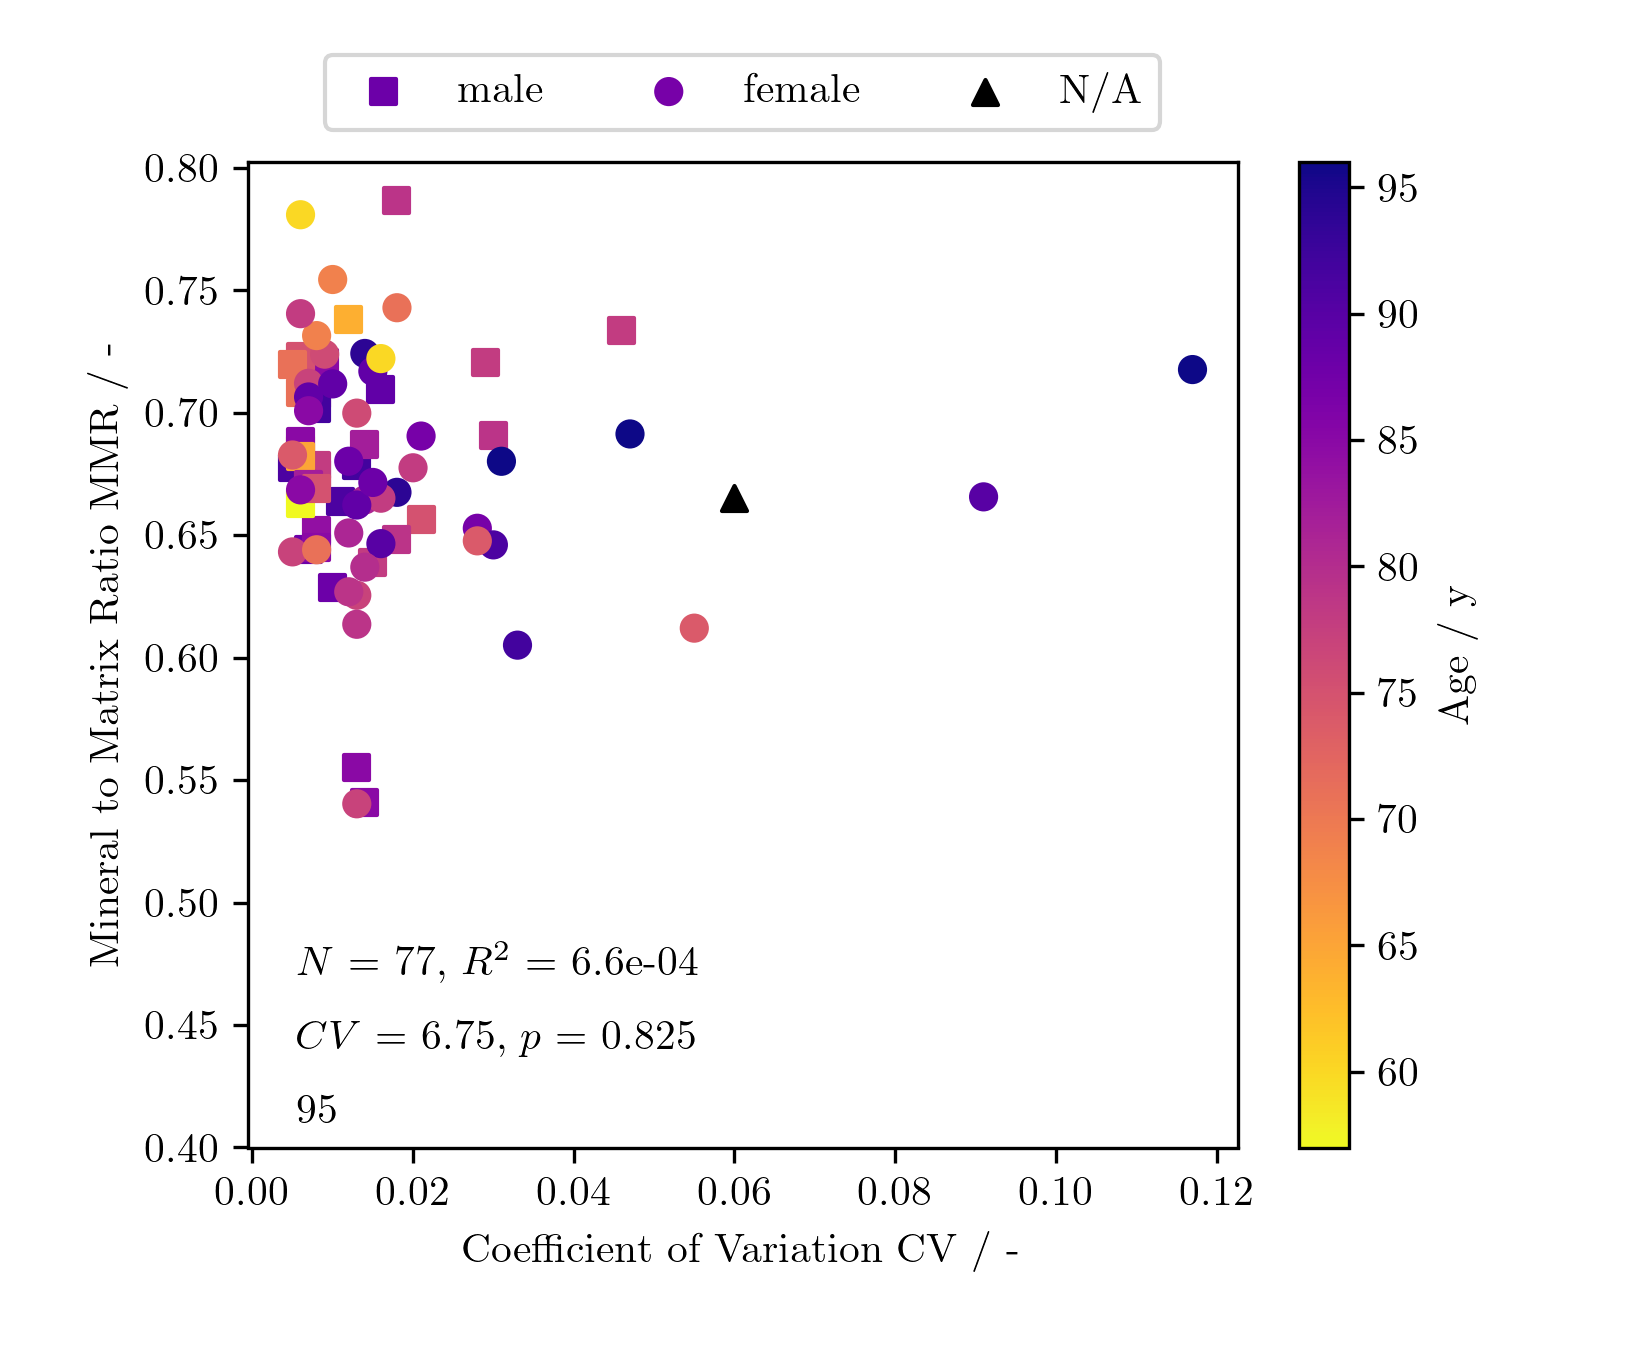 male female N/A
0.80
0.75
0.70
0.65
0.60
0.55
0.50
0.45
0.40
Mineral to Matrix Ratio MMR / -
N = 77, R² = 6.6e-04
CV = 6.75, p = 0.825
95
0.00 0.02 0.04 0.06 0.08 0.10 0.12
Coefficient of Variation CV / -
95
90
85
80
75
70
65
60
Age / y